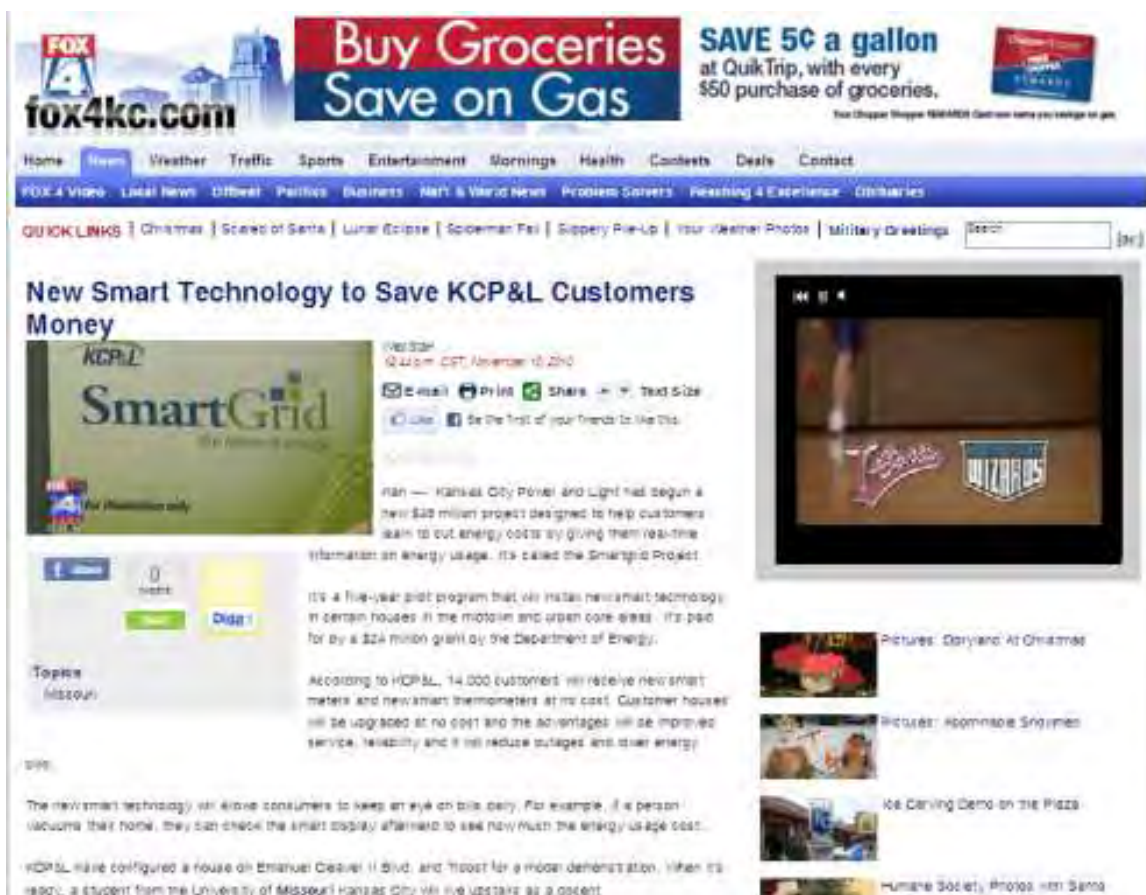 FOX
4
fox4kc.com
Buy Groceries
Save on Gas
SAVE 5¢ a gallon
at QuikTrip, with every
$50 purchase of groceries.
Home News Weather Traffic Sports Entertainment Mornings Health Contests Deals Contact
FOX 4 Video Local News Offbeat Politics Business Nat'l & World News Problem Solvers Reaching 4 Excellence Obituaries
QUICK LINKS | Christmas | Scared of Santa | Lunar Eclipse | Spiderman Fail | Slippery Pile-Up | Your Weather Photos | Military Greetings
Search
New Smart Technology to Save KCP&L Customers
Money
KCP&L
SmartGrid
FOX
4
for illustration only
CST, November 2010
E-mail Print Share Text Size
Like Be the first of your friends to like this.
Kansas City Power and Light has begun a
new million project designed to help customers
learn to cut energy costs by giving them real-time
information on energy usage. It's called the Smartgrid Project.
It's a five-year pilot program that will install new smart technology
in certain houses in the midtown and urban core areas. It's paid
for by a $24 million grant by the Department of Energy.
According to KCP&L, 14,000 customers will receive new smart
meters and new smart thermometers at no cost. Customer houses
will be upgraded at no cost and the advantages will be improved
service, reliability and it will reduce outages and lower energy
bills.
0
Digg
Topics
Missouri
The new smart technology will allow consumers to keep an eye on bills daily. For example, if a person
vacuums their home, they can check the smart display afterward to see how much the energy usage cost.
KCP&L have configured a house on Emanuel Cleaver II Blvd. and Troost for a model demonstration. When it's
ready, a student from the University of Missouri Kansas City will live upstairs as a docent
WIZARDS
Pictures: At Christmas
Pictures: Abominable Snowmen
Ice Carving Demo on the Plaza
Humane Society Photos with Santa